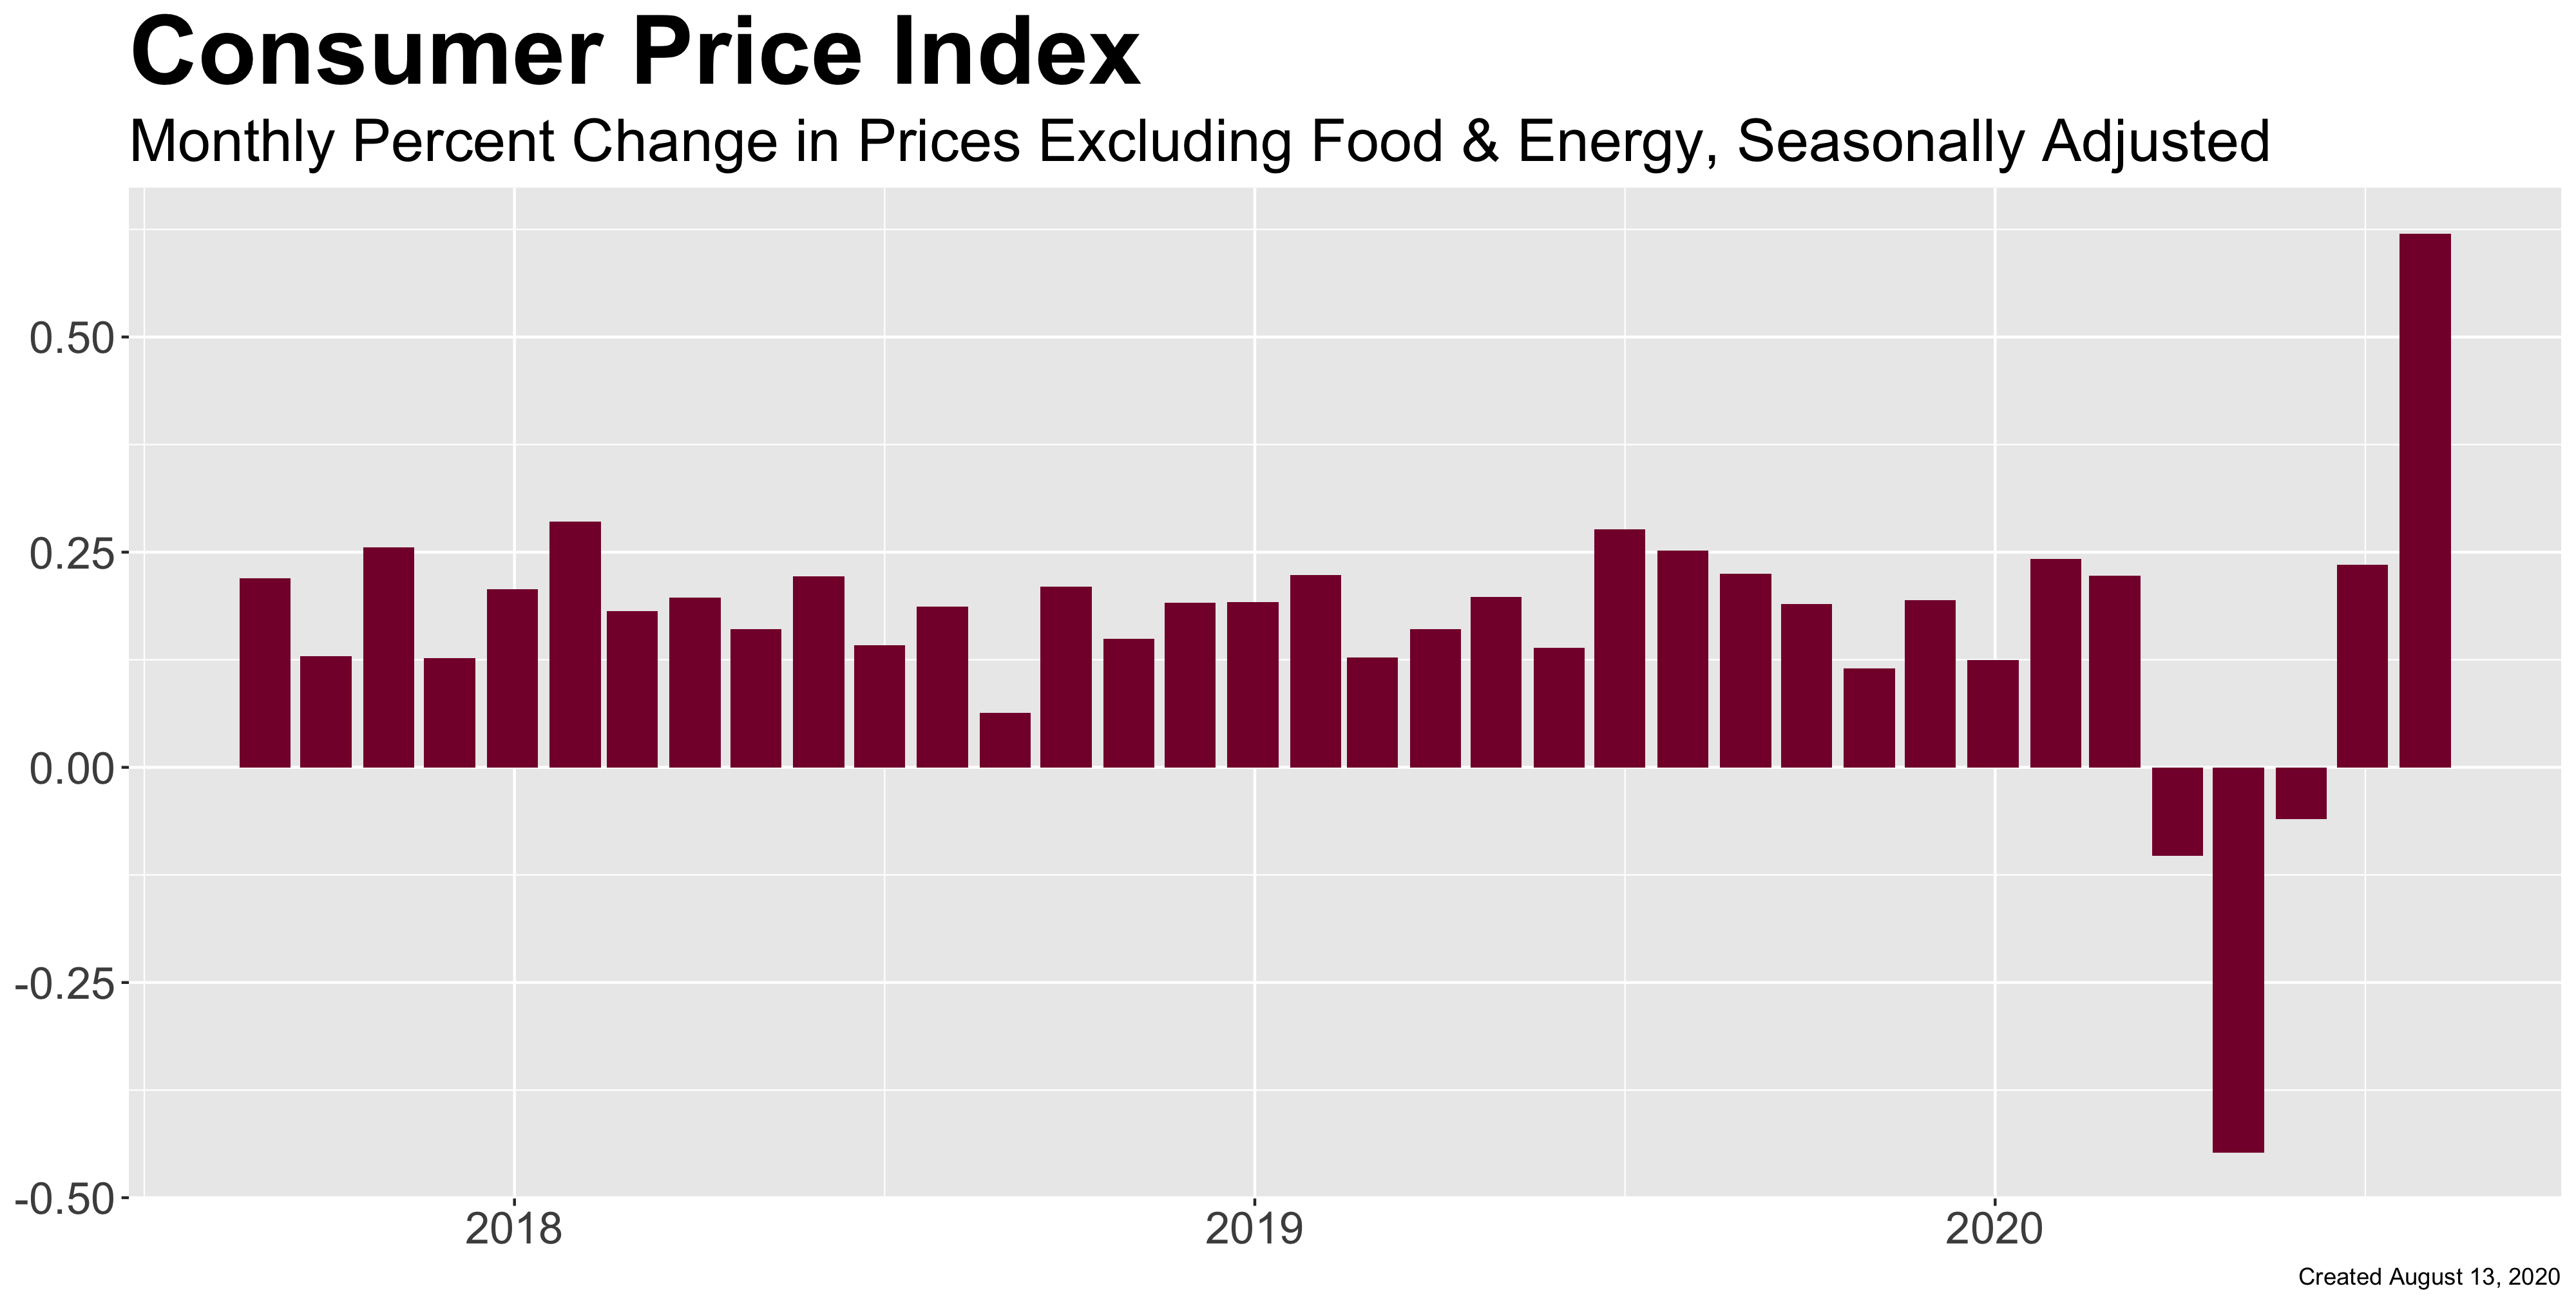 Consumer Price Index
Monthly Percent Change in Prices Excluding Food & Energy, Seasonally Adjusted
0.50
0.25
0.00
-0.25
-0.50
2018 2019 2020
Created August 13, 2020